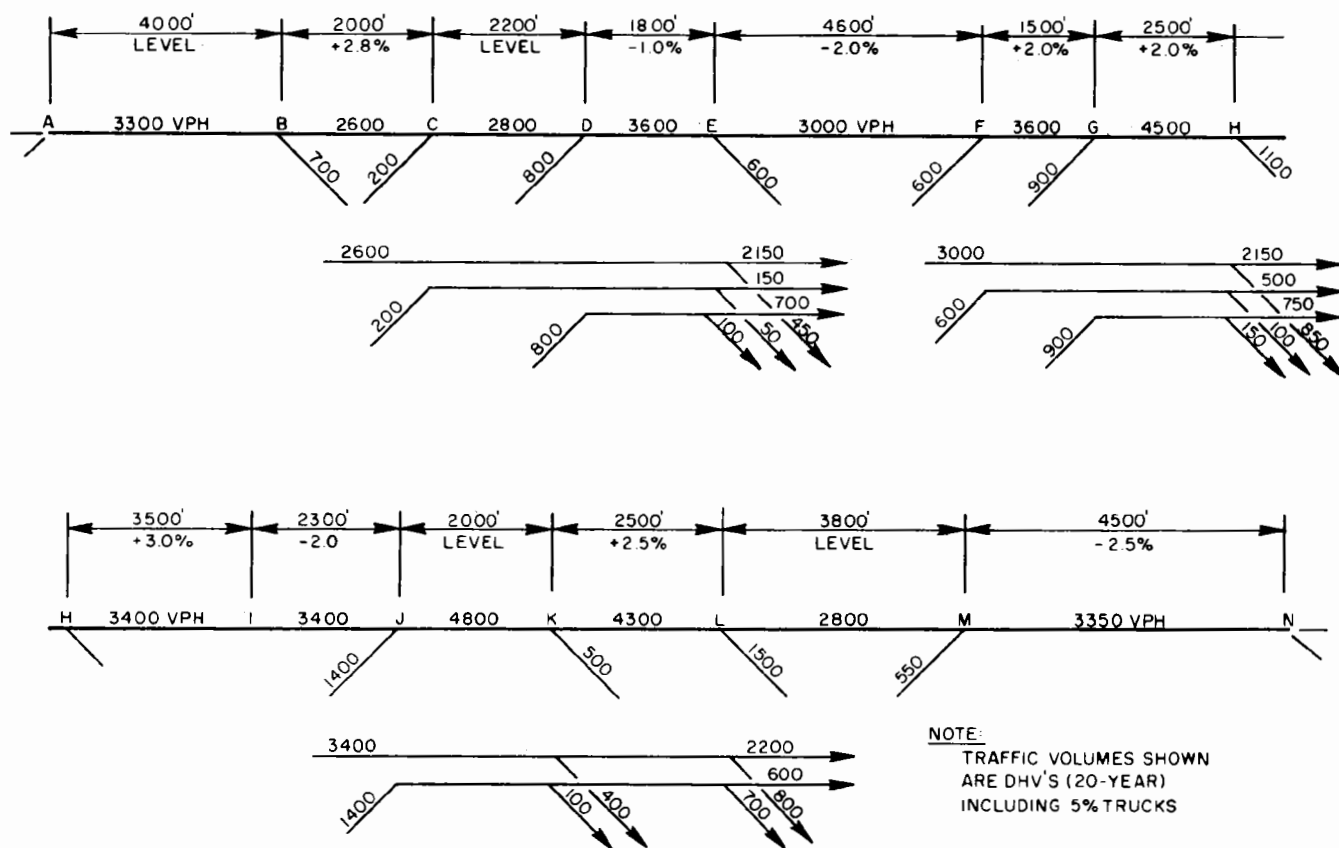 4000' 2000' 2200' 1800' 4600' 1500' 2500'
LEVEL +2.8% LEVEL -1.0% -2.0% +2.0% +2.0%
A 3300 VPH B 2600 C 2800 D 3600 E 3000 VPH F 3600 G 4500 H
700 200 800 600 600 900 1100
2600 2150
150
200 700
800 100 50 450
3000 2150
500
600 750
900 150 100 850
3500' 2300' 2000' 2500' 3800' 4500'
+3.0% -2.0 LEVEL +2.5% LEVEL -2.5%
H 3400 VPH I 3400 J 4800 K 4300 L 2800 M 3350 VPH N
1400 500 1500 550
3400 2200
600
1400 100 400 700 800
NOTE:
TRAFFIC VOLUMES SHOWN
ARE DHV'S (20-YEAR)
INCLUDING 5% TRUCKS